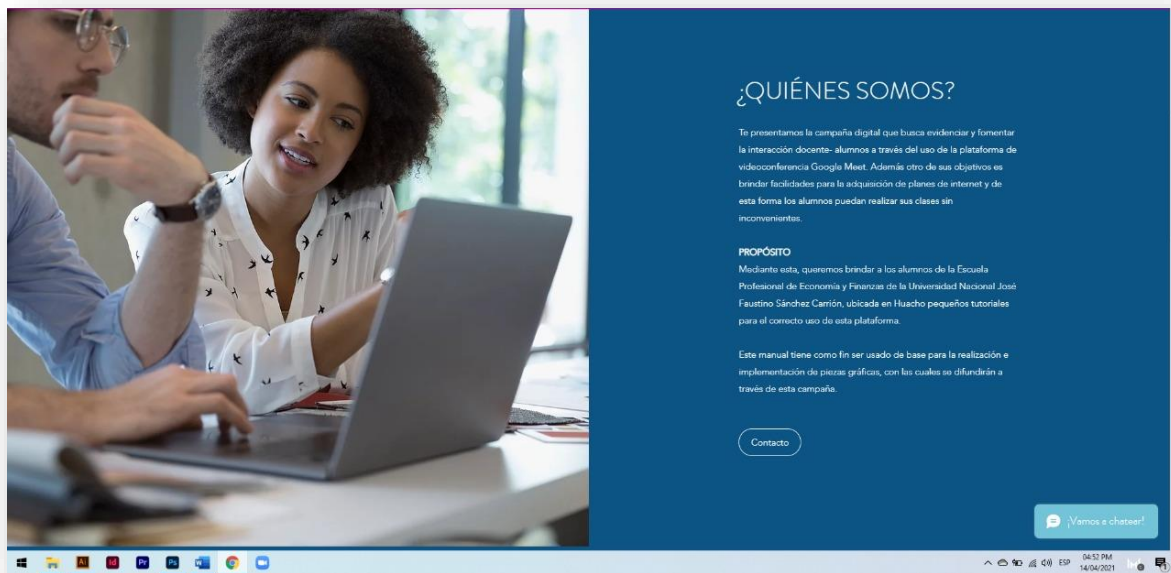 ¿QUIÉNES SOMOS?
Te presentamos la campaña digital que busca evidenciar y fomentar
la interacción docente- alumnos a través del uso de la plataforma de
videoconferencia Google Meet. Además otro de sus objetivos es
brindar facilidades para la adquisición de planes de internet y de
esta forma los alumnos puedan realizar sus clases sin
inconvenientes.
PROPÓSITO
Mediante esta, queremos brindar a los alumnos de la Escuela
Profesional de Economía y Finanzas de la Universidad Nacional José
Faustino Sánchez Carrión, ubicada en Huacho pequeños tutoriales
para el correcto uso de esta plataforma.
Este manual tiene como fin ser usado de base para la realización e
implementación de piezas gráficas, con las cuales se difundirán a
través de esta campaña.
Contacto
¡Vamos a chatear!
Ai Id Pr Ps
ESP
04:52 PM
14/04/2021